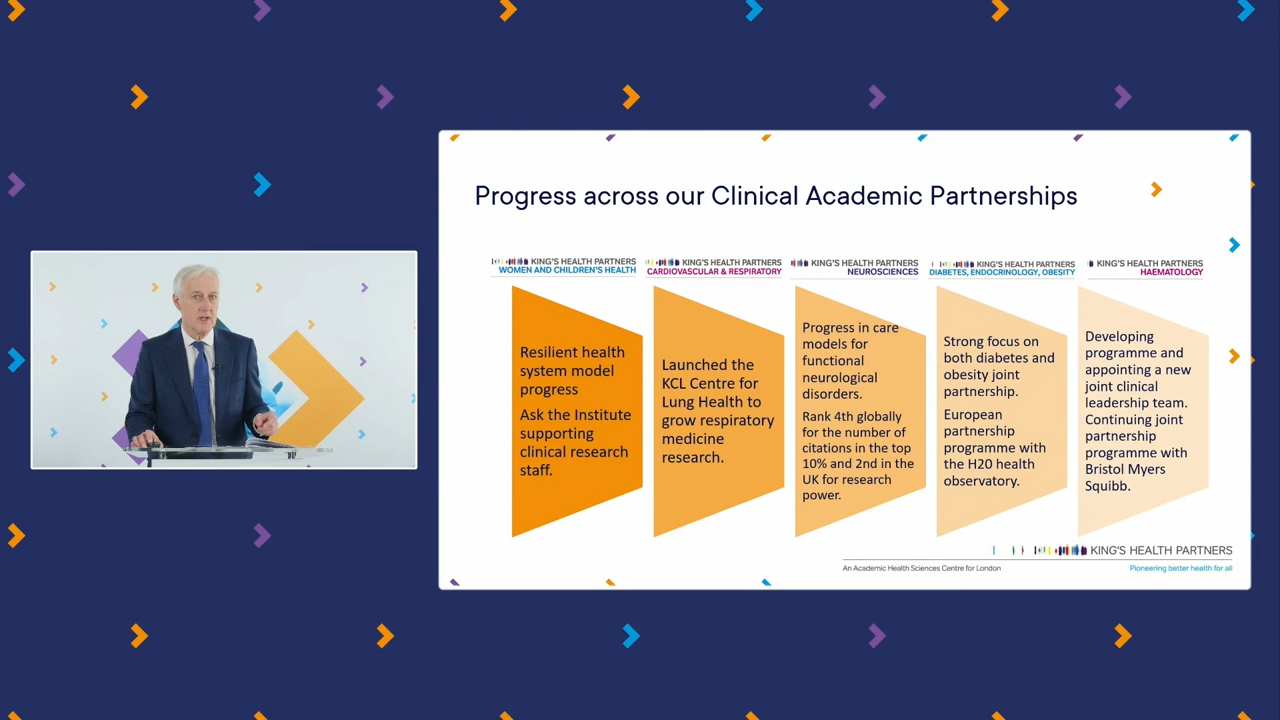 Progress across our Clinical Academic Partnerships
KING'S HEALTH PARTNERS
WOMEN AND CHILDREN'S HEALTH
KING'S HEALTH PARTNERS
CARDIOVASCULAR & RESPIRATORY
KING'S HEALTH PARTNERS
NEUROSCIENCES
KING'S HEALTH PARTNERS
DIABETES, ENDOCRINOLOGY, OBESITY
KING'S HEALTH PARTNERS
HAEMATOLOGY
Resilient health
system model
progress
Ask the Institute
supporting
clinical research
staff.
Launched the
KCL Centre for
Lung Health to
grow respiratory
medicine
research.
Progress in care
models for
functional
neurological
disorders.
Rank 4th globally
for the number of
citations in the top
10% and 2nd in the
UK for research
power.
Strong focus on
both diabetes and
obesity joint
partnership.
European
partnership
programme with
the H20 health
observatory.
Developing
programme and
appointing a new
joint clinical
leadership team.
Continuing joint
partnership
programme with
Bristol Myers
Squibb.
KING'S HEALTH PARTNERS
An Academic Health Sciences Centre for London
Pioneering better health for all